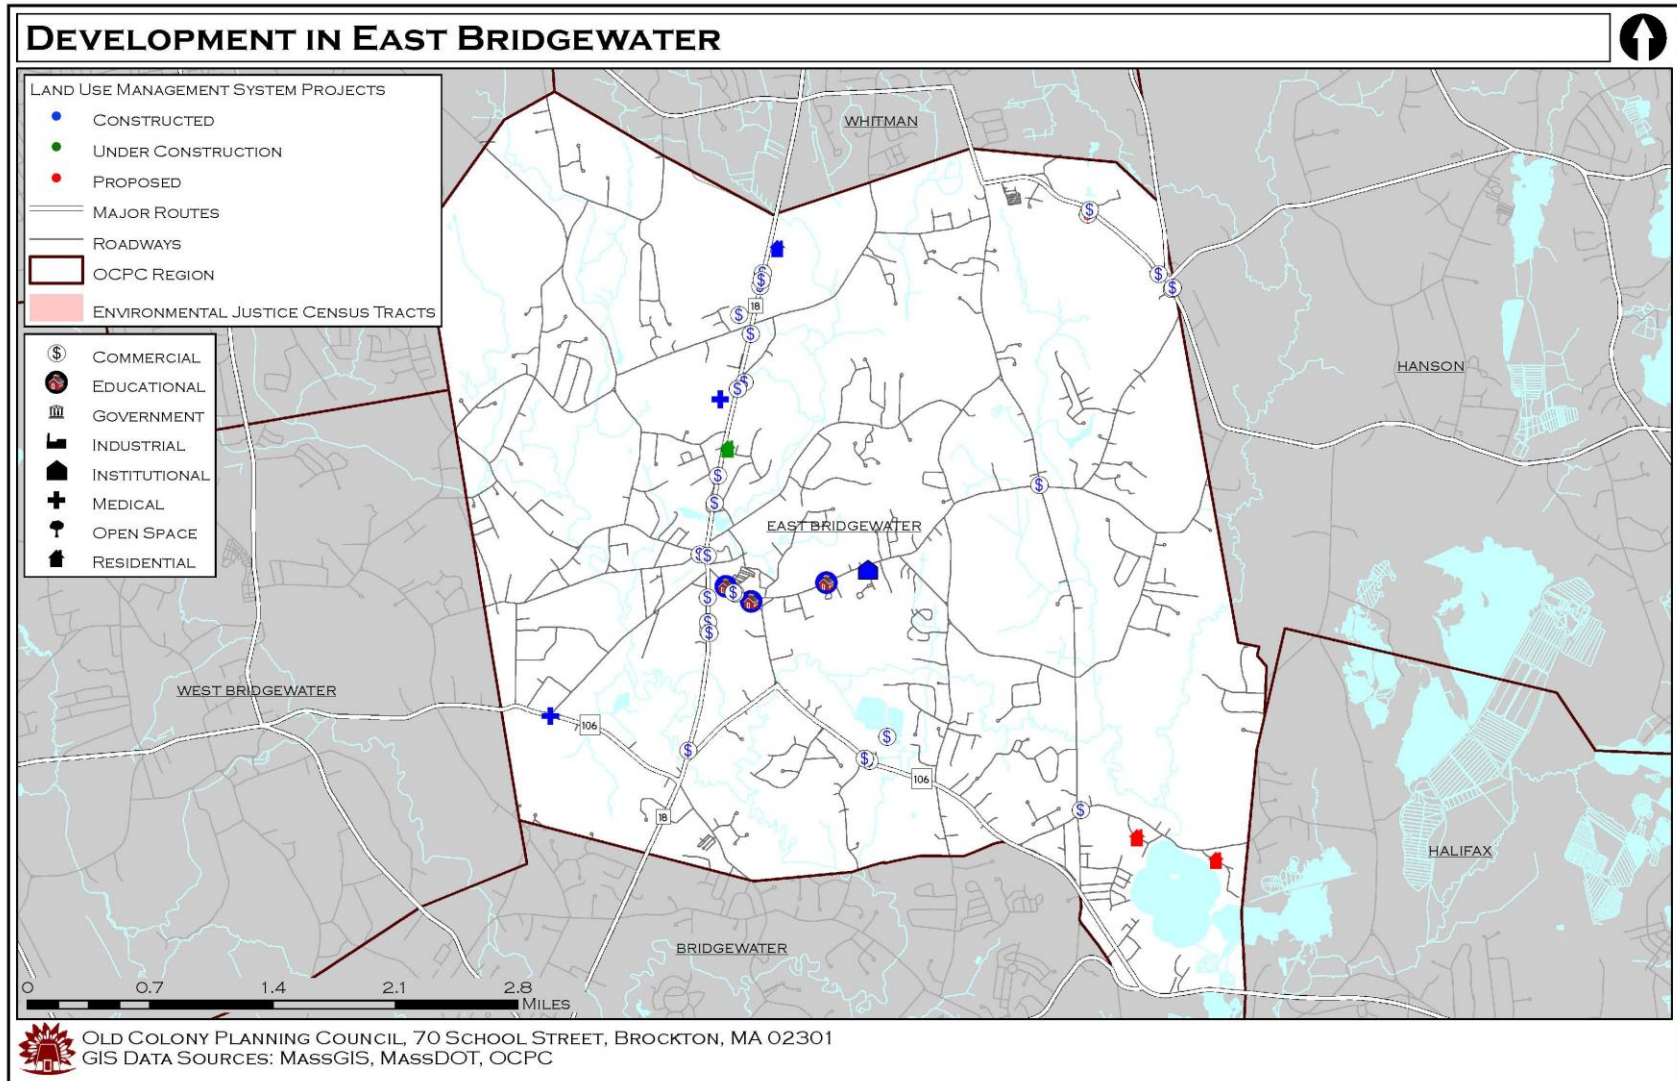 DEVELOPMENT IN EAST BRIDGEWATER
LAND USE MANAGEMENT SYSTEM PROJECTS
CONSTRUCTED
UNDER CONSTRUCTION
PROPOSED
MAJOR ROUTES
ROADWAYS
OCPC REGION
ENVIRONMENTAL JUSTICE CENSUS TRACTS
$ COMMERCIAL
EDUCATIONAL
GOVERNMENT
INDUSTRIAL
INSTITUTIONAL
MEDICAL
OPEN SPACE
RESIDENTIAL
WHITMAN
18
HANSON
EAST BRIDGEWATER
WEST BRIDGEWATER
106
106
18
HALIFAX
BRIDGEWATER
0 0.7 1.4 2.1 2.8
MILES
OLD COLONY PLANNING COUNCIL, 70 SCHOOL STREET, BROCKTON, MA 02301
GIS DATA SOURCES: MASSGIS, MASSDOT, OCPC